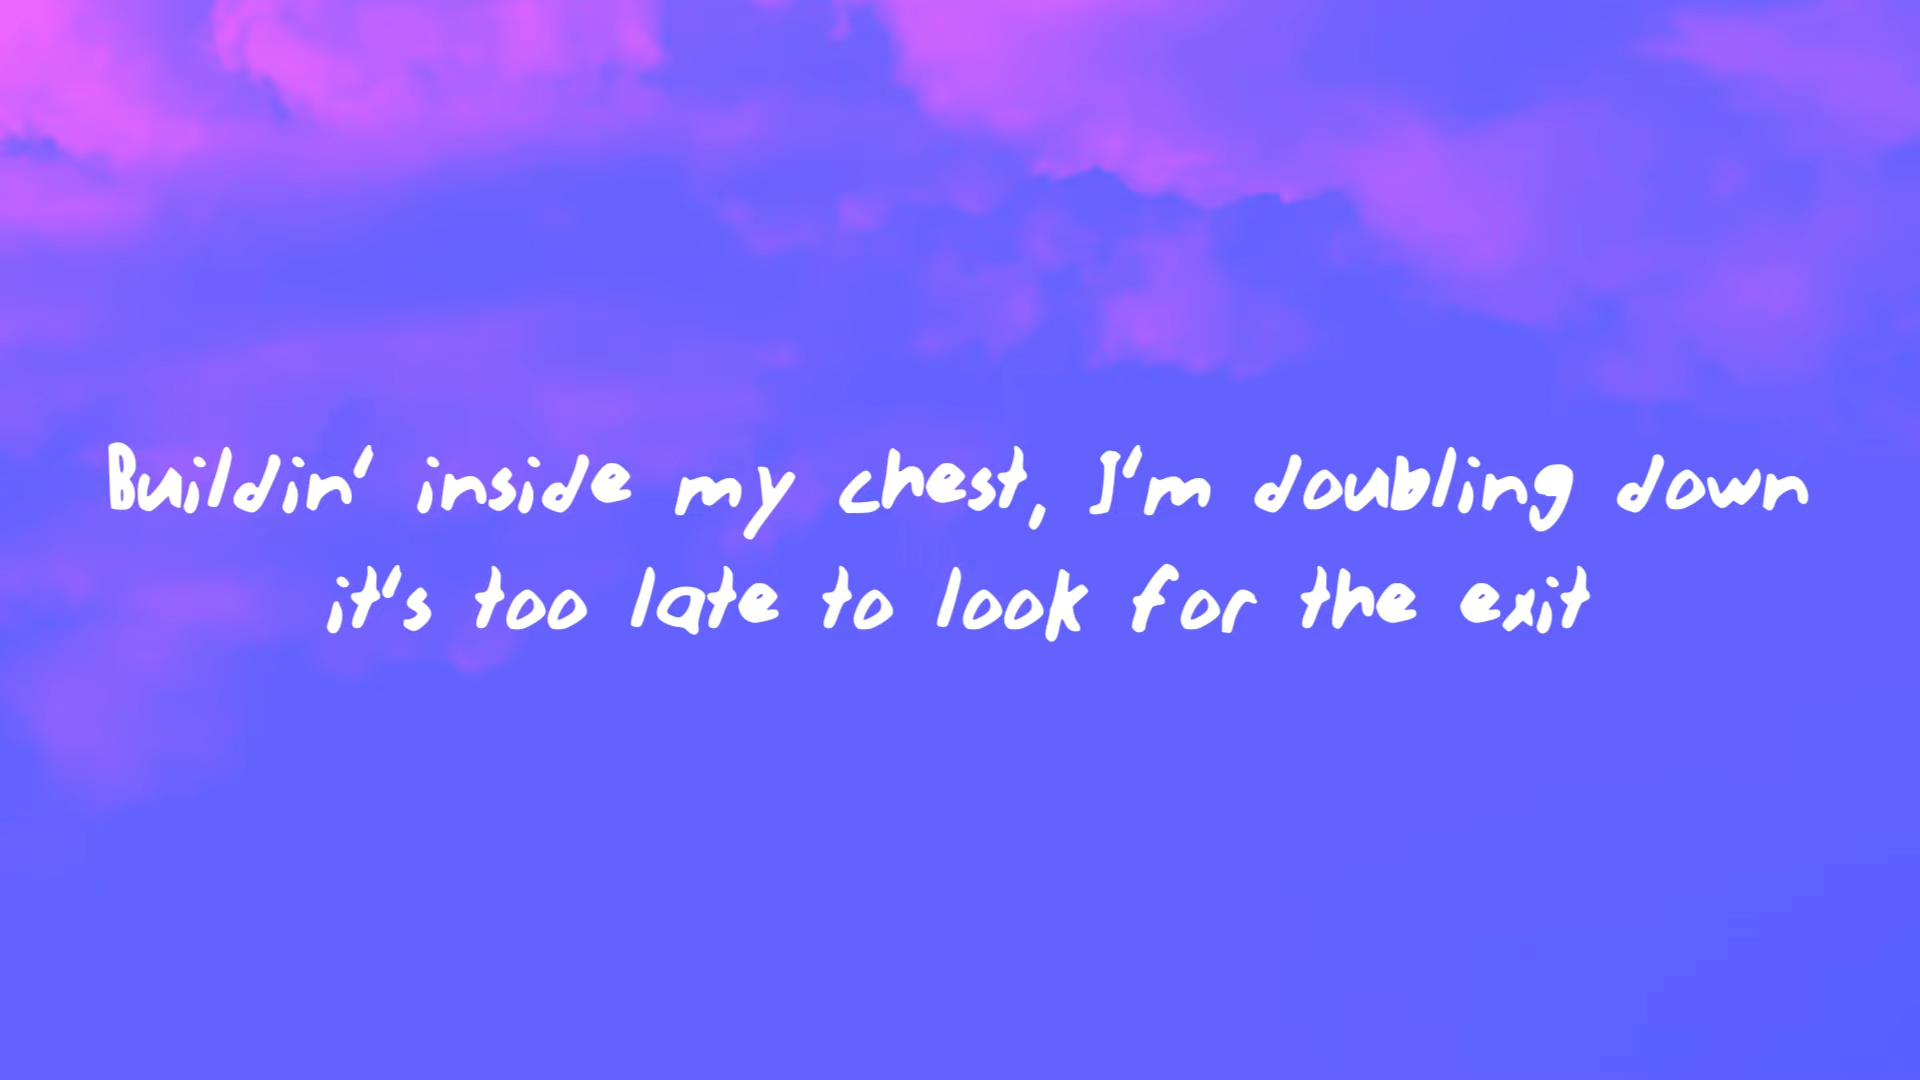 Buildin' inside my chest, I'm doubling down
it's too late to look for the exit